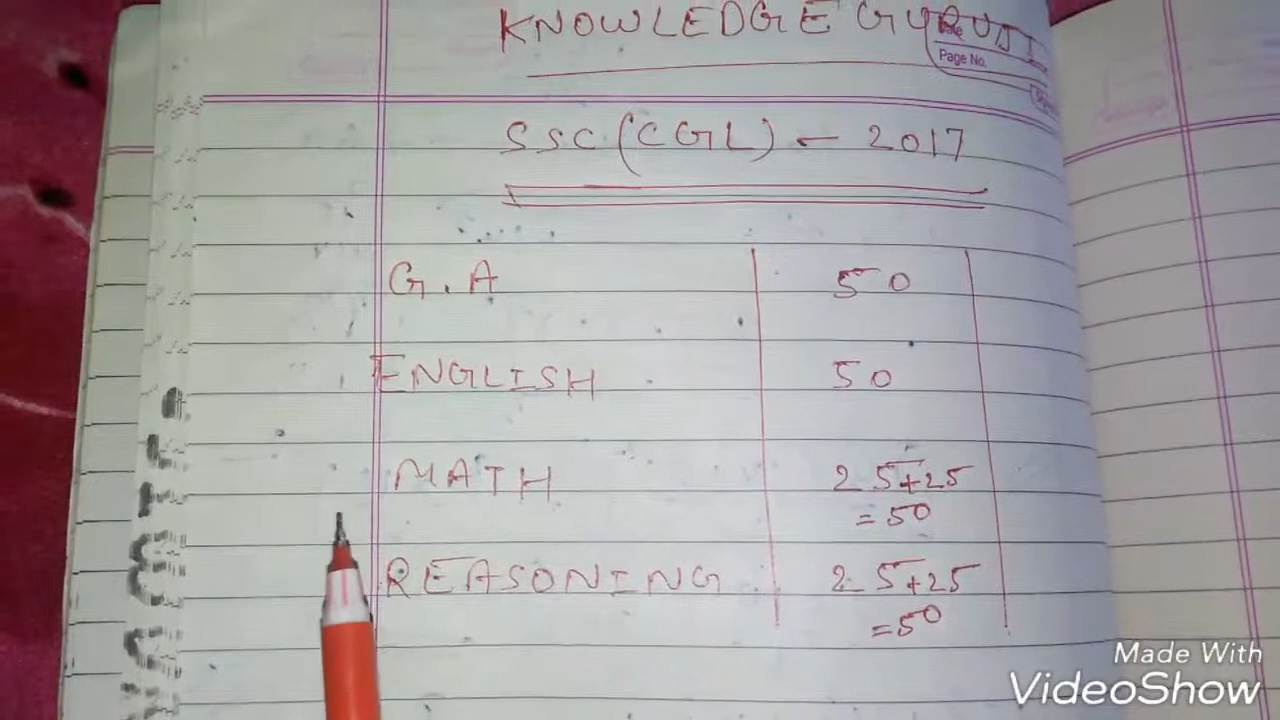 KNOWLEDGE GURUJI
Date
Page No.
SSC (CGL) - 2017
G.A 50
ENGLISH 50
MATH 25+25
=50
REASONING 25+25
=50
Made With
VideoShow